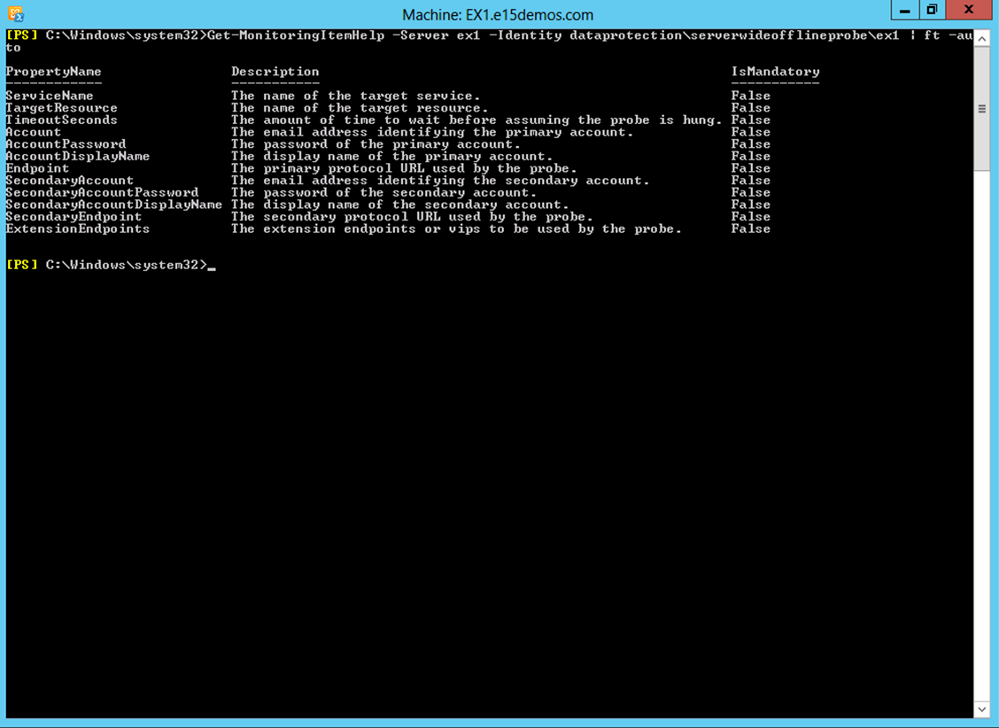 Machine: EX1.e15demos.com
[PS] C:\Windows\system32>Get-MonitoringItemHelp -Server ex1 -Identity dataprotection\serverwideofflineprobe\ex1 | ft -au
to
PropertyName Description IsMandatory
------------ ----------- -----------
ServiceName The name of the target service. False
TargetResource The name of the target resource. False
TimeoutSeconds The amount of time to wait before assuming the probe is hung. False
Account The email address identifying the primary account. False
AccountPassword The password of the primary account. False
AccountDisplayName The display name of the primary account. False
Endpoint The primary protocol URL used by the probe. False
SecondaryAccount The email address identifying the secondary account. False
SecondaryAccountPassword The password of the secondary account. False
SecondaryAccountDisplayName The display name of the secondary account. False
SecondaryEndpoint The secondary protocol URL used by the probe. False
ExtensionEndpoints The extension endpoints or vips to be used by the probe. False
[PS] C:\Windows\system32>_